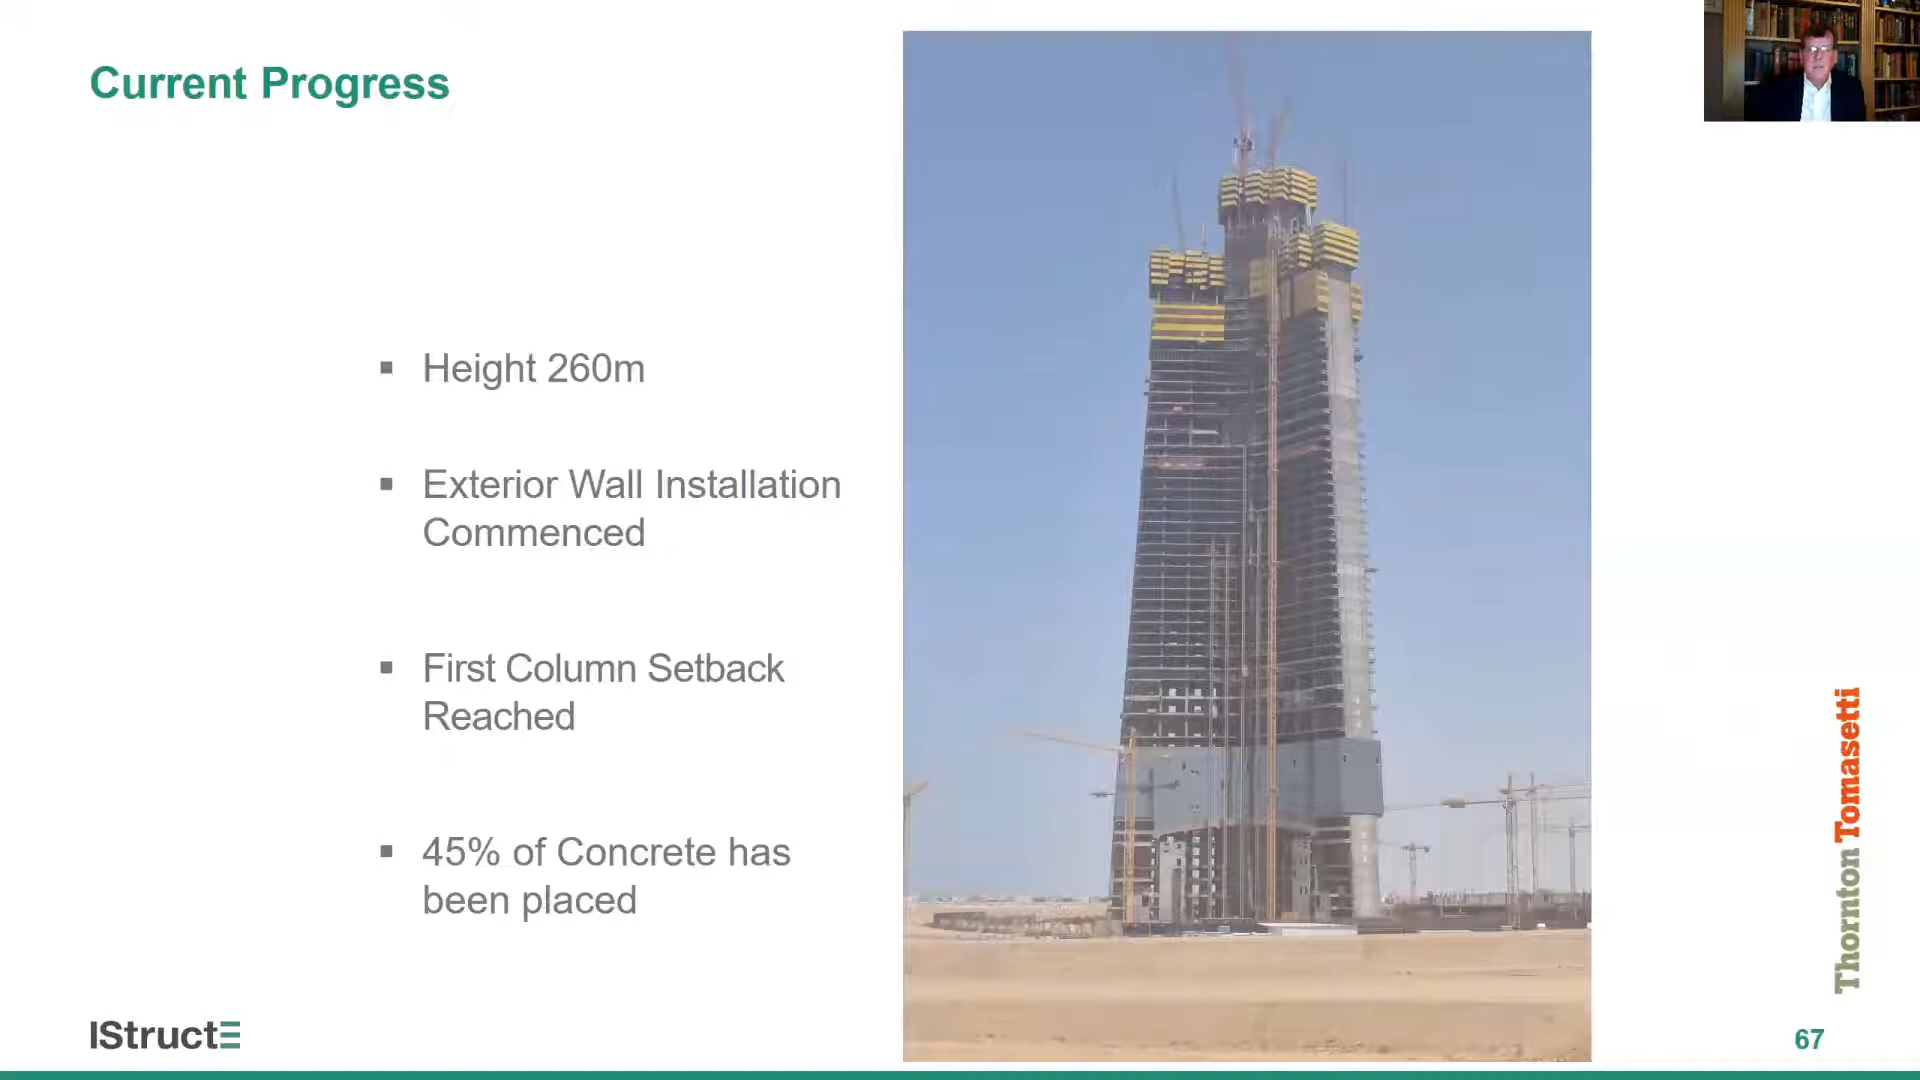 Current Progress
Height 260m
Exterior Wall Installation
Commenced
First Column Setback
Reached
45% of Concrete has
been placed
IStructE
Thornton Tomasetti
67